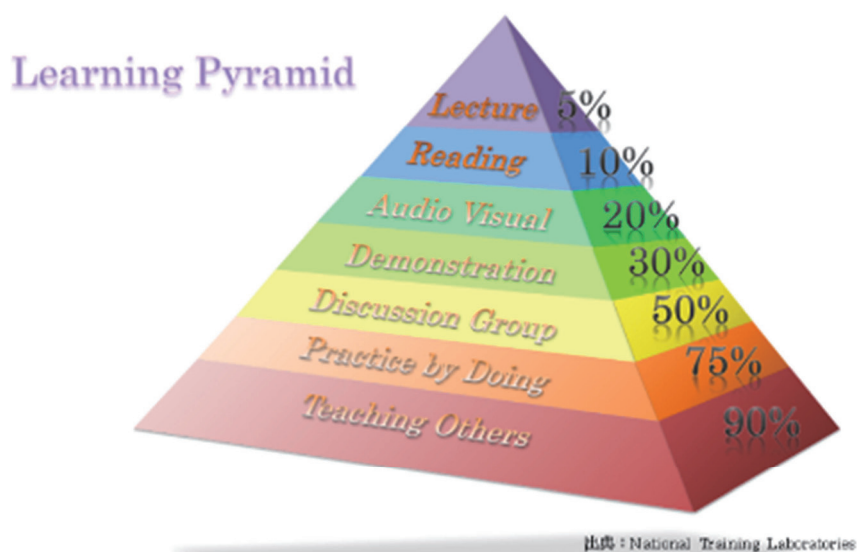 Learning Pyramid
Lecture 5%
Reading 10%
Audio Visual 20%
Demonstration 30%
Discussion Group 50%
Practice by Doing 75%
Teaching Others 90%
出典：National Training Laboratories